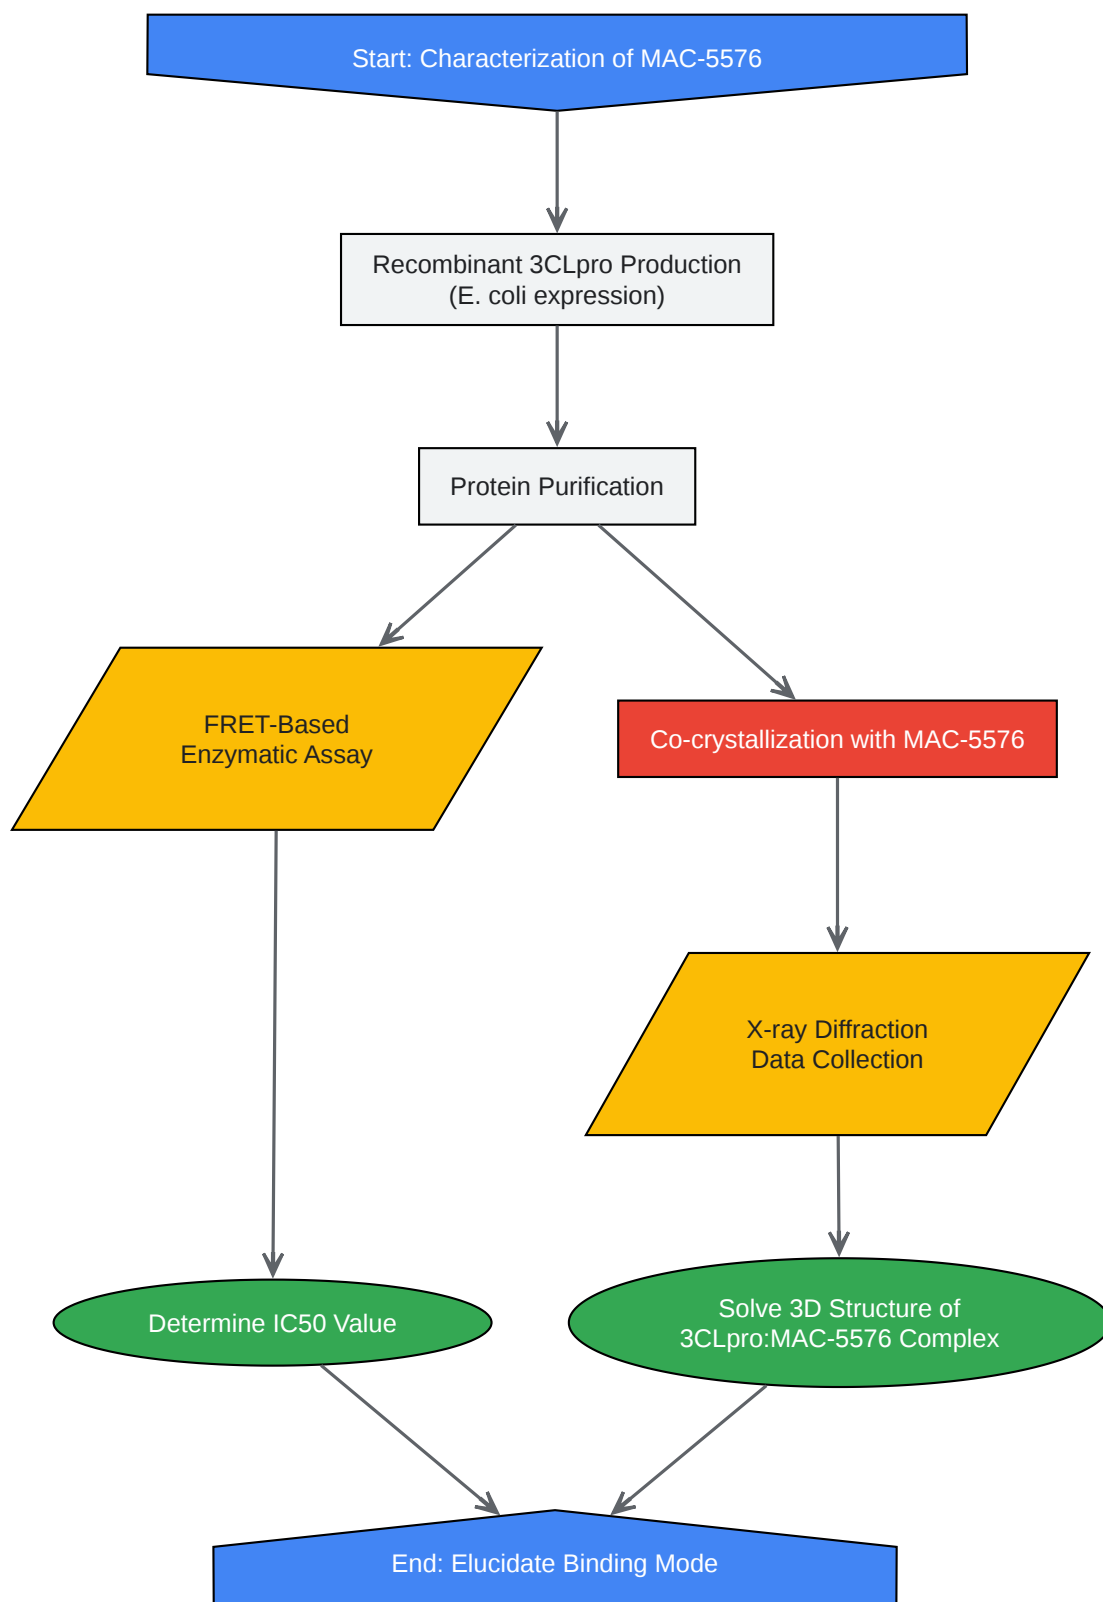 Start: Characterization of MAC-5576
Recombinant 3CLpro Production
(E. coli expression)
Protein Purification
FRET-Based
Enzymatic Assay
Co-crystallization with MAC-5576
X-ray Diffraction
Data Collection
Determine IC50 Value
Solve 3D Structure of
3CLpro:MAC-5576 Complex
End: Elucidate Binding Mode